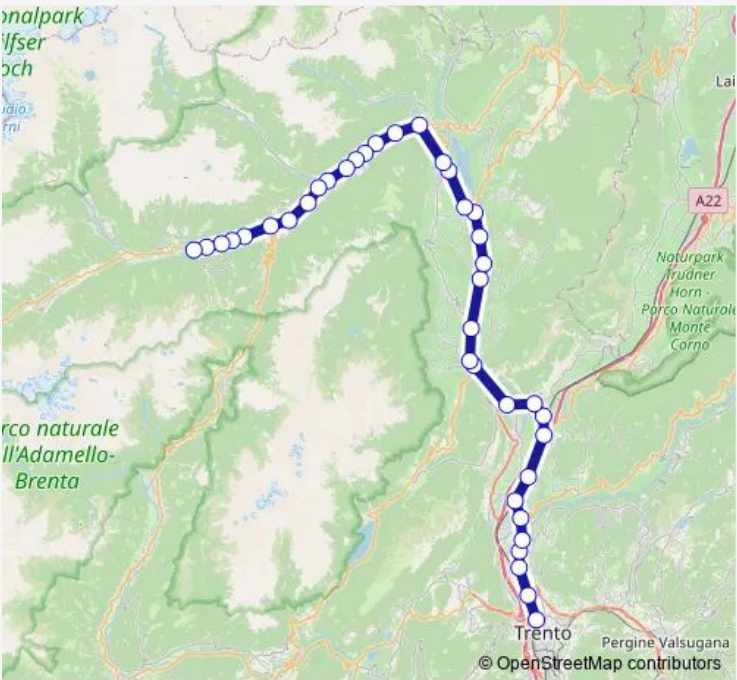 onalpark
ilfser
och
Lai
A22
Naturpark
Trudner
Horn -
Parco Naturale
Monte
Corno
rco naturale
ll'Adamello-
Brenta
Trento
Pergine Valsugana
© OpenStreetMap contributors